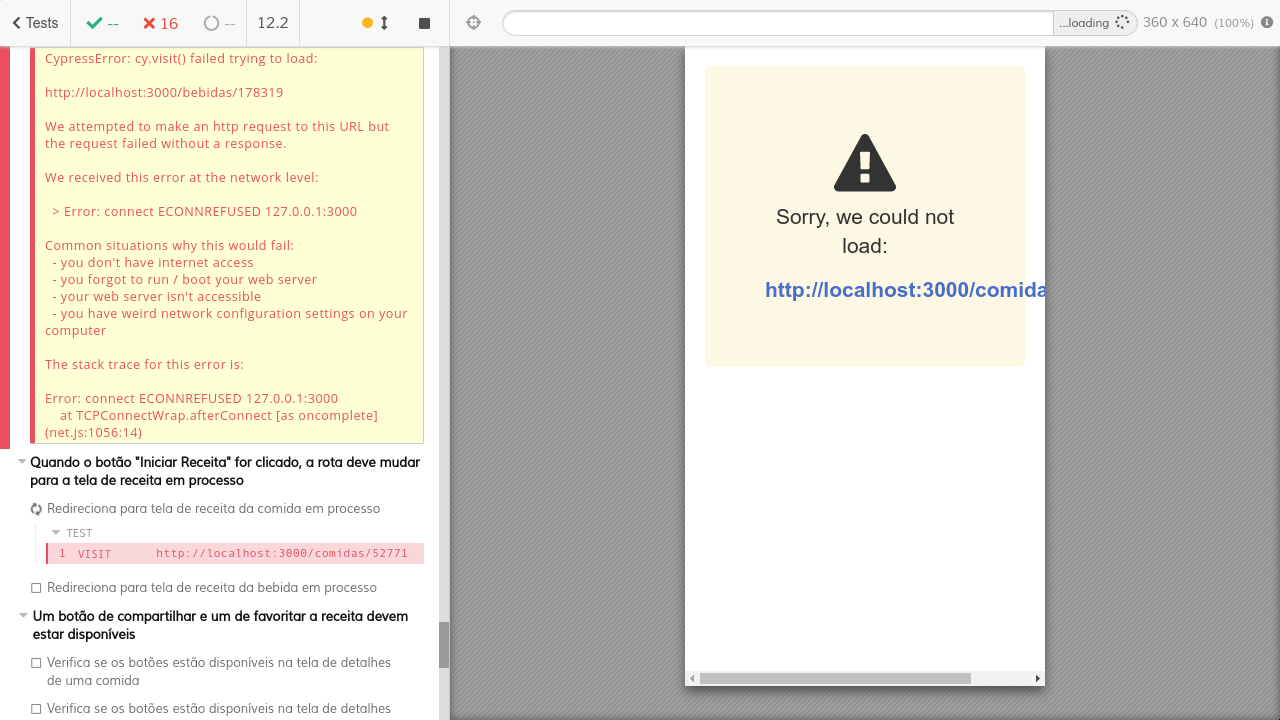 Tests
--
16
--
12.2
...loading
360 x 640 (100%)
CypressError: cy.visit() failed trying to load:
http://localhost:3000/bebidas/178319
We attempted to make an http request to this URL but
the request failed without a response.
We received this error at the network level:
> Error: connect ECONNREFUSED 127.0.0.1:3000
Common situations why this would fail:
- you don't have internet access
- you forgot to run / boot your web server
- your web server isn't accessible
- you have weird network configuration settings on your
computer
The stack trace for this error is:
Error: connect ECONNREFUSED 127.0.0.1:3000
at TCPConnectWrap.afterConnect [as oncomplete]
(net.js:1056:14)
Quando o botão "Iniciar Receita" for clicado, a rota deve mudar
para a tela de receita em processo
Redireciona para tela de receita da comida em processo
TEST
1 VISIT http://localhost:3000/comidas/52771
Redireciona para tela de receita da bebida em processo
Um botão de compartilhar e um de favoritar a receita devem
estar disponíveis
Verifica se os botões estão disponíveis na tela de detalhes
de uma comida
Verifica se os botões estão disponíveis na tela de detalhes
Sorry, we could not
load:
http://localhost:3000/comida